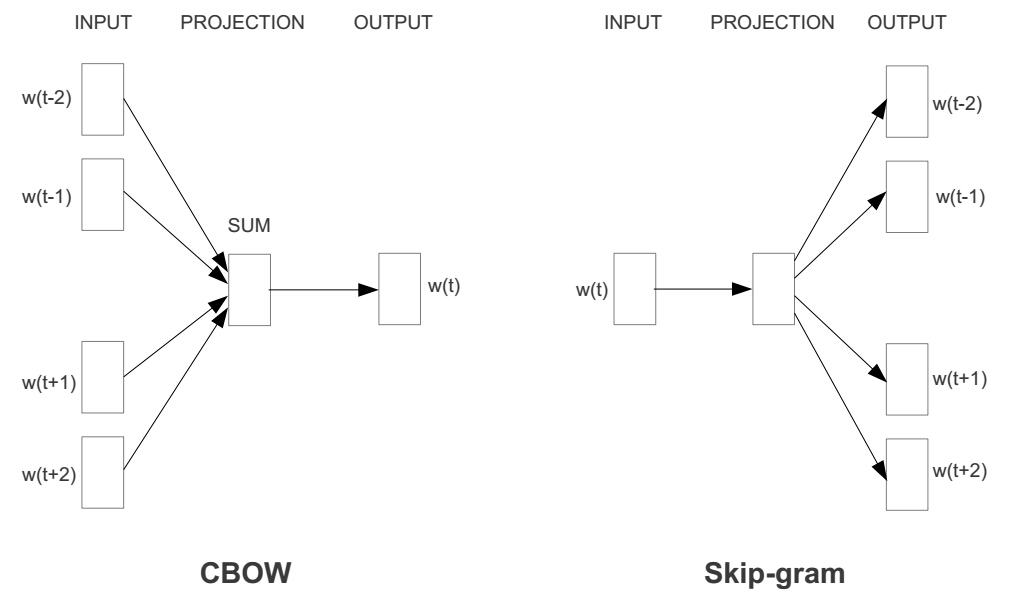 INPUT PROJECTION OUTPUT
w(t-2)
w(t-1)
SUM
w(t)
w(t+1)
w(t+2)
CBOW
INPUT PROJECTION OUTPUT
w(t-2)
w(t-1)
w(t)
w(t+1)
w(t+2)
Skip-gram